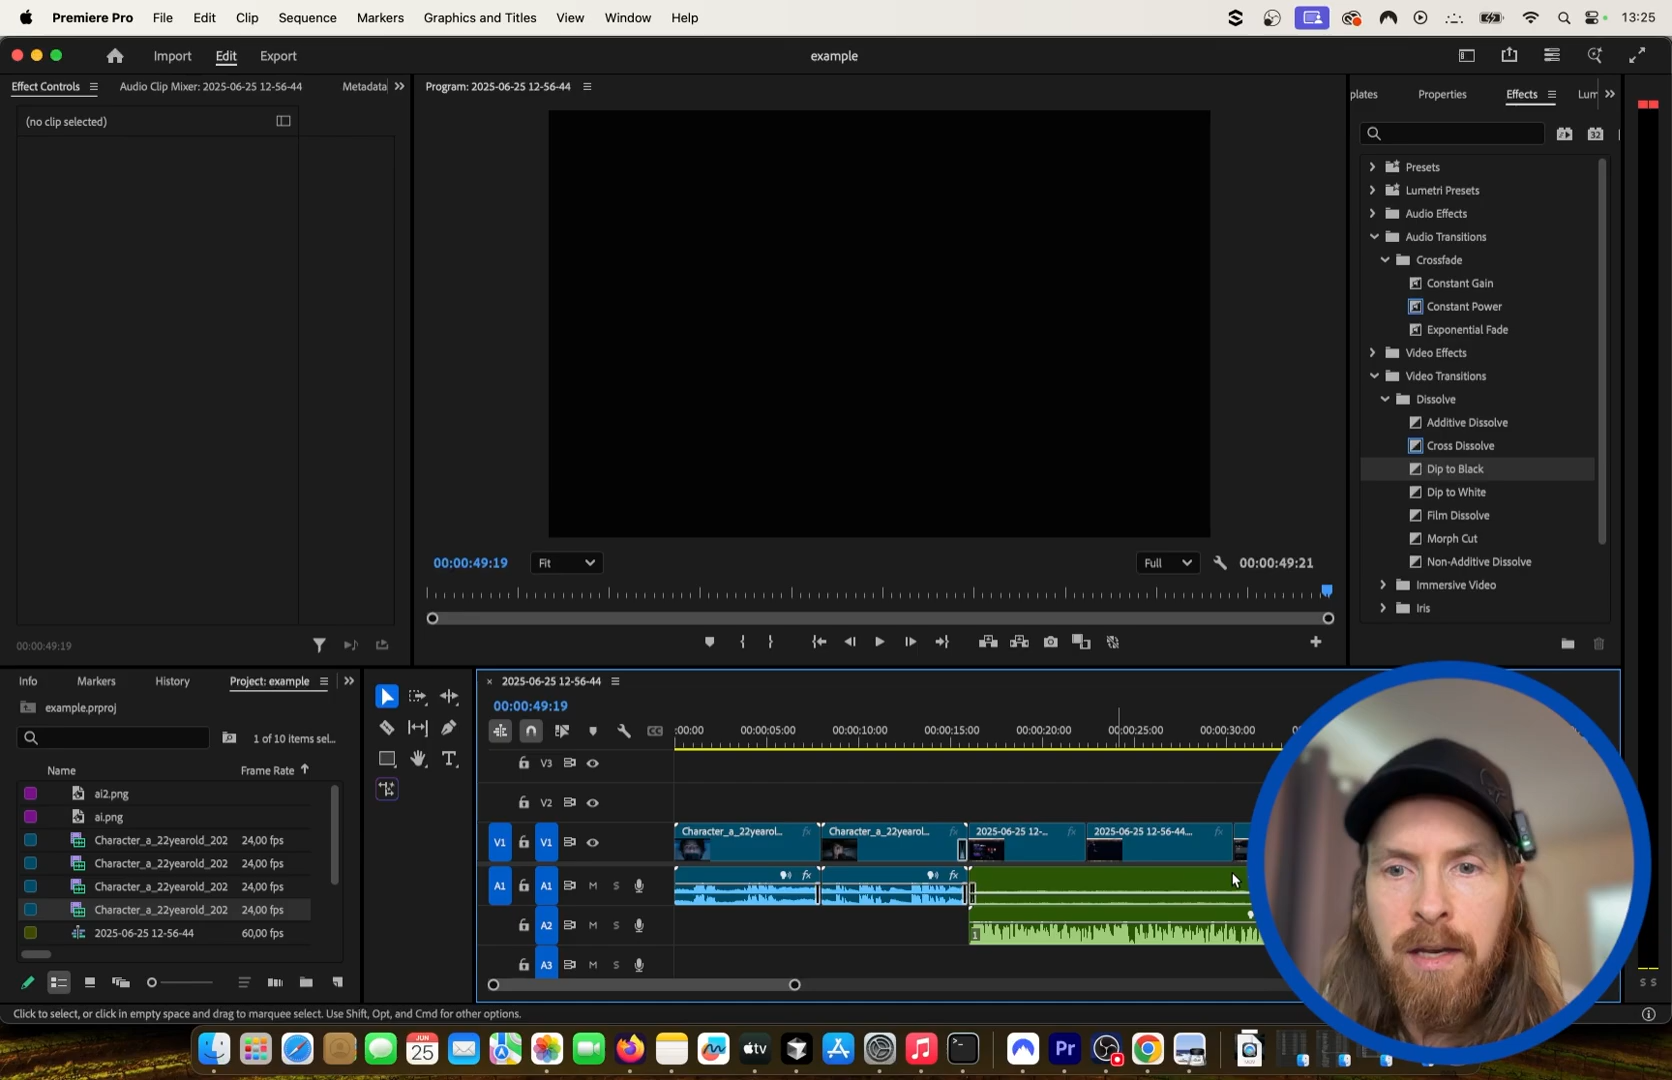 Premiere Pro File Edit Clip Sequence Markers Graphics and Titles View Window Help 13:25
Import Edit Export example
Effect Controls Audio Clip Mixer: 2025-06-25 12-56-44 Metadata Program: 2025-06-25 12-56-44 plates Properties Effects Lum
(no clip selected)
Presets
Lumetri Presets
Audio Effects
Audio Transitions
Crossfade
Constant Gain
Constant Power
Exponential Fade
Video Effects
Video Transitions
Dissolve
Additive Dissolve
Cross Dissolve
Dip to Black
Dip to White
Film Dissolve
Morph Cut
Non-Additive Dissolve
Immersive Video
Iris
00:00:49:19 Fit Full 00:00:49:21
00:00:49:19
Info Markers History Project: example
example.prproj
1 of 10 items sel...
Name Frame Rate
ai2.png
ai.png
Character_a_22yearold_202 24,00 fps
Character_a_22yearold_202 24,00 fps
Character_a_22yearold_202 24,00 fps
Character_a_22yearold_202 24,00 fps
2025-06-25 12-56-44 60,00 fps
× 2025-06-25 12-56-44
00:00:49:19
:00:00 00:00:05:00 00:00:10:00 00:00:15:00 00:00:20:00 00:00:25:00 00:00:30:00
V3
V2
V1 V1 Character_a_22yearol... fx Character_a_22yearol... fx 2025-06-25 12-... fx 2025-06-25 12-56-44... fx
A1 A1 M S fx fx
A2 M S 1
A3 M S
S S
Click to select, or click in empty space and drag to marquee select. Use Shift, Opt, and Cmd for other options.
JUN
25
tv
Pr